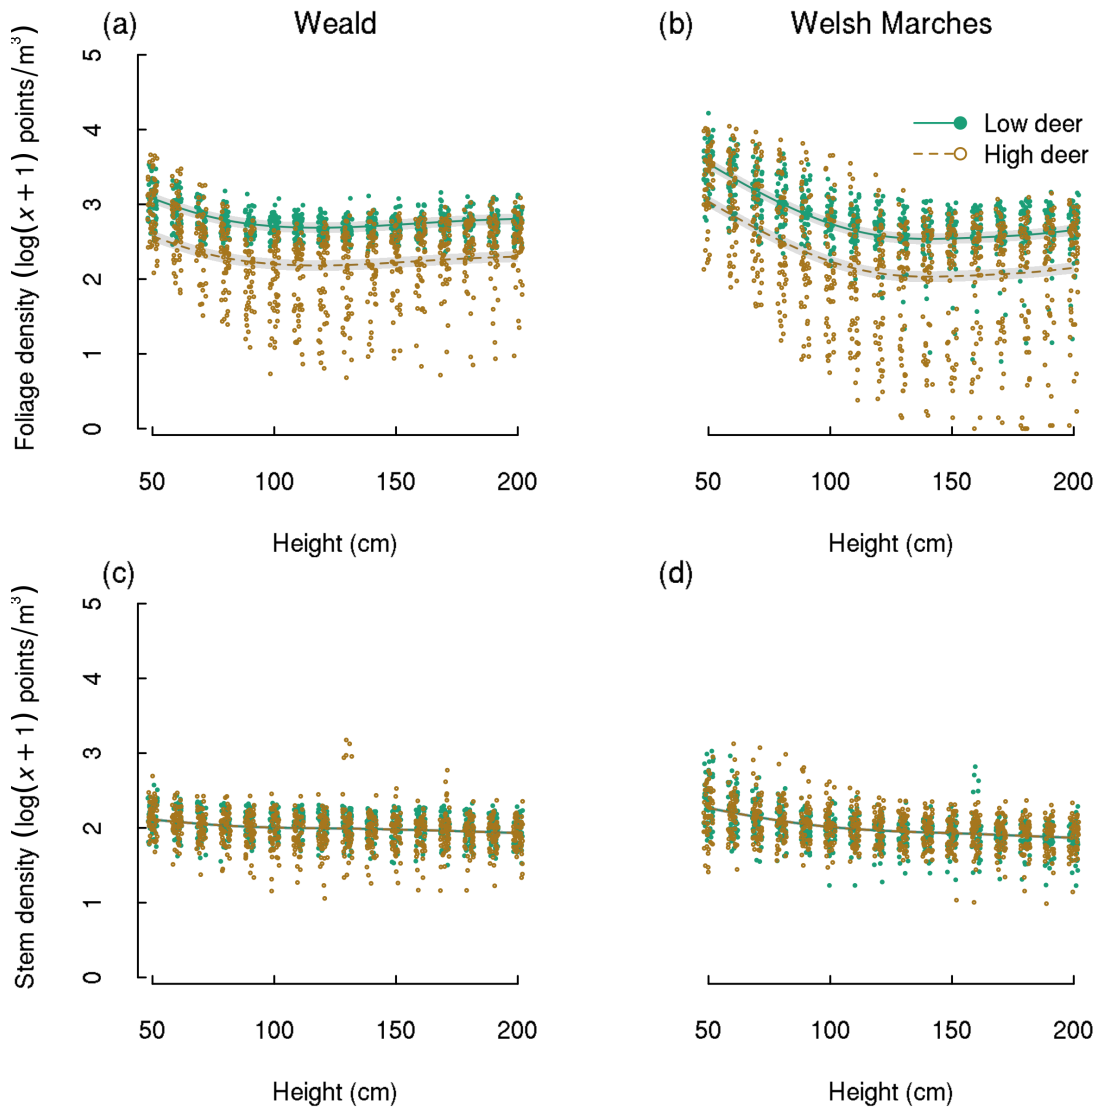 (a) Weald (b) Welsh Marches
Foliage density (log(x + 1) points/m³)
5
4
3
2
1
0
Low deer
High deer
50 100 150 200 50 100 150 200
Height (cm) Height (cm)
(c) (d)
Stem density (log(x + 1) points/m³)
5
4
3
2
1
0
50 100 150 200 50 100 150 200
Height (cm) Height (cm)